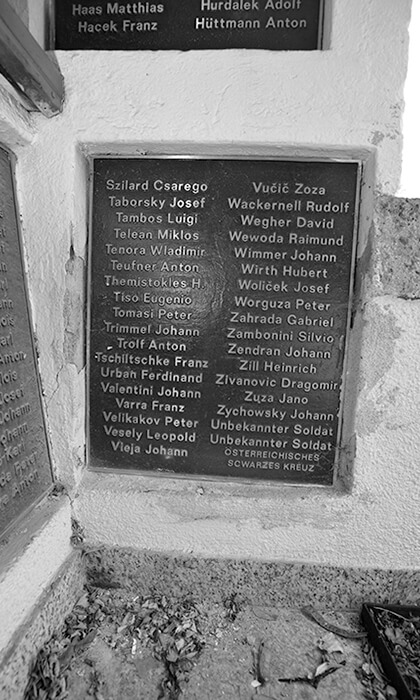 Haas Matthias
Hacek Franz
Hurdalek Adolf
Hüttmann Anton
Szilard Csarego
Taborsky Josef
Tambos Luigi
Telean Miklos
Tenora Wladimir
Teufner Anton
Themistokles H.
Tiso Eugenio
Tomasi Peter
Trimmel Johann
Trolf Anton
Tschiltschke Franz
Urban Ferdinand
Valentini Johann
Varra Franz
Velikakov Peter
Vesely Leopold
Vieja Johann
Vučič Zoza
Wackernell Rudolf
Wegher David
Wewoda Raimund
Wimmer Johann
Wirth Hubert
Woliček Josef
Worguza Peter
Zahrada Gabriel
Zambonini Silvio
Zendran Johann
Zill Heinrich
Zivanovic Dragomir
Zuza Jano
Zychowsky Johann
Unbekannter Soldat
Unbekannter Soldat
ÖSTERREICHISCHES
SCHWARZES KREUZ